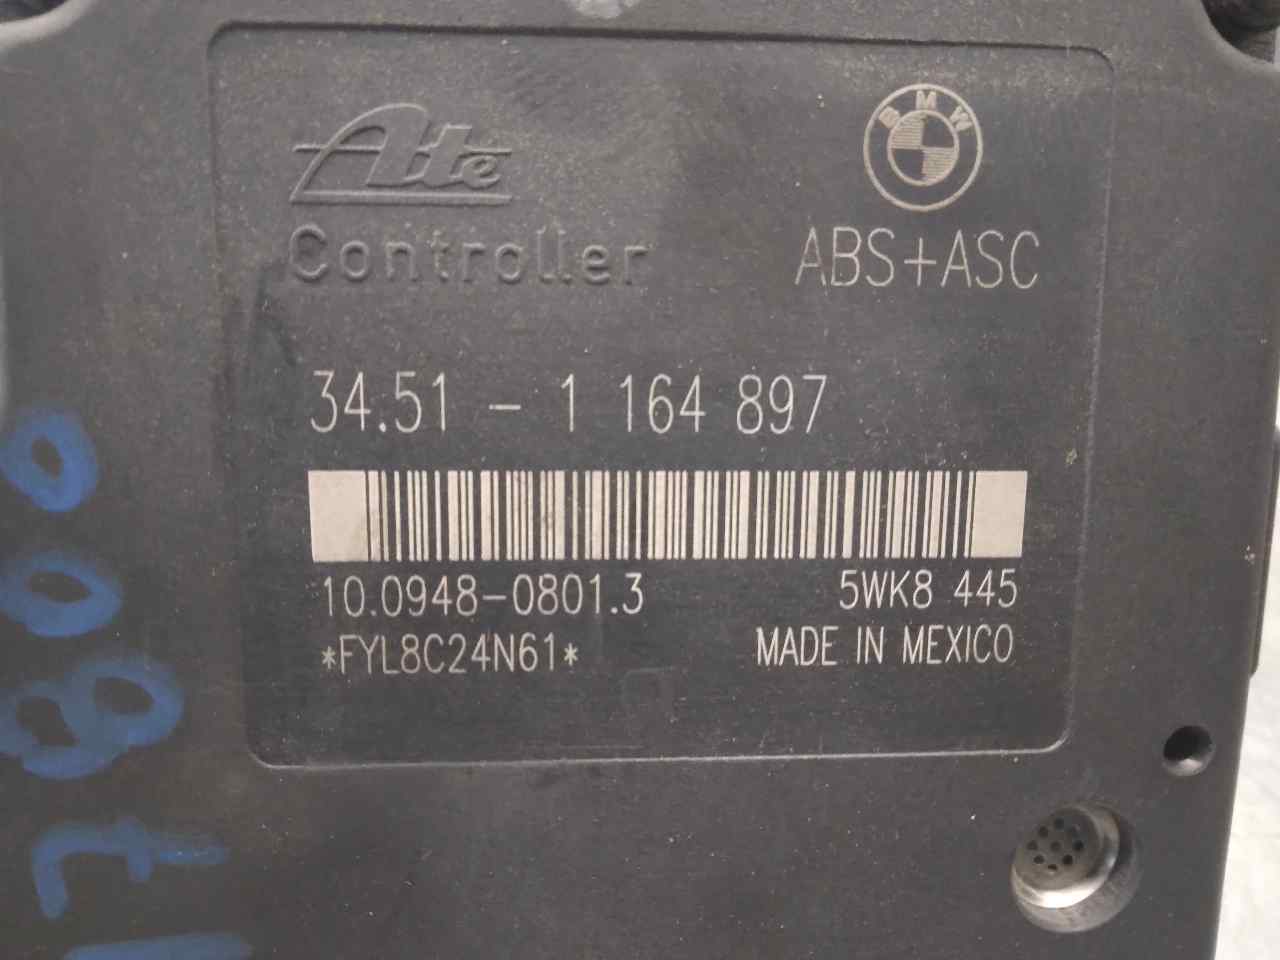 Ate
Controller
BMW
ABS+ASC
34.51 - 1 164 897
10.0948-0801.3
5WK8 445
*FYL8C24N61*
MADE IN MEXICO